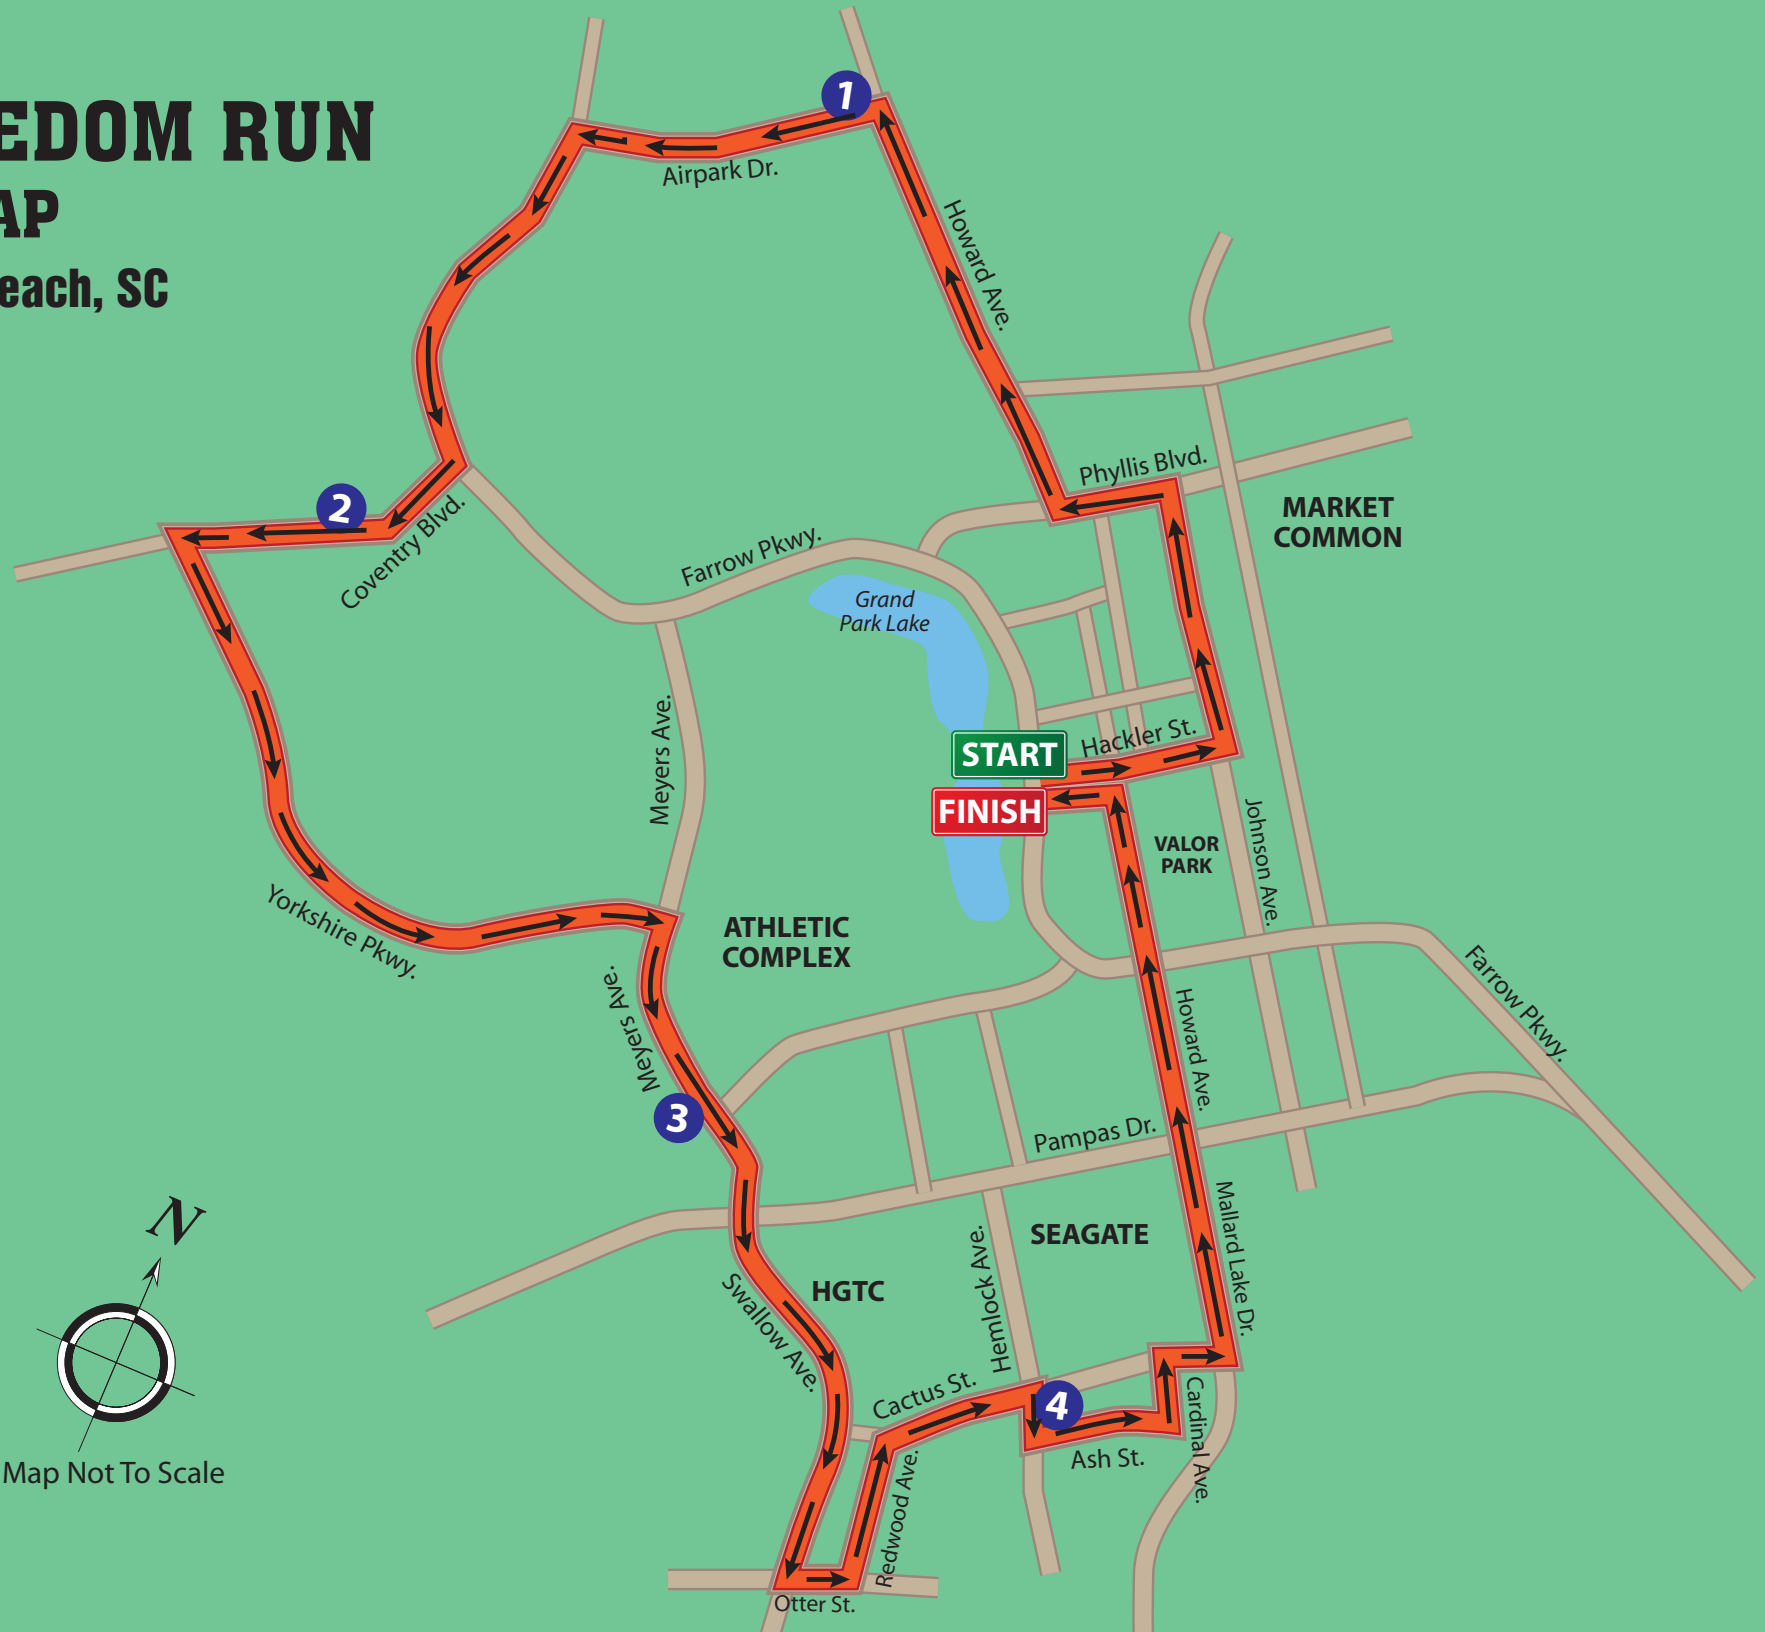 EDOM RUN
AP
each, SC
1
Airpark Dr.
Howard Ave.
Phyllis Blvd.
MARKET
COMMON
2
Coventry Blvd.
Farrow Pkwy.
Grand
Park Lake
Meyers Ave.
START
Hackler St.
FINISH
VALOR
PARK
Johnson Ave.
Yorkshire Pkwy.
ATHLETIC
COMPLEX
Meyers Ave.
3
Howard Ave.
Farrow Pkwy.
Pampas Dr.
N
SEAGATE
Mallard Lake Dr.
Hemlock Ave.
HGTC
Swallow Ave.
Cactus St.
4
Ash St.
Cardinal Ave.
Redwood Ave.
Otter St.
Map Not To Scale